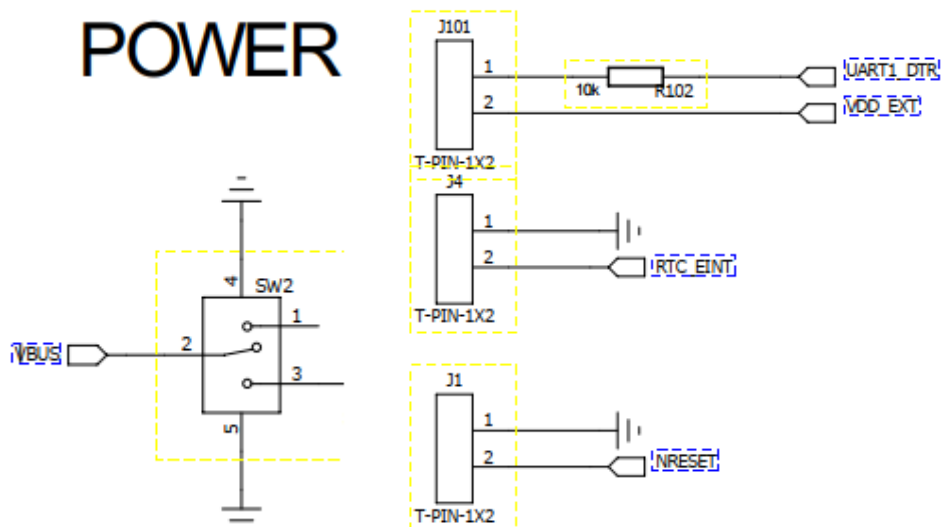 POWER
J101
1
UART1_DTR
10k
R102
2
VDD_EXT
T-PIN-1X2
J4
1
2
RTC_EINT
T-PIN-1X2
4
SW2
1
VBUS
2
3
5
J1
1
2
NRESET
T-PIN-1X2